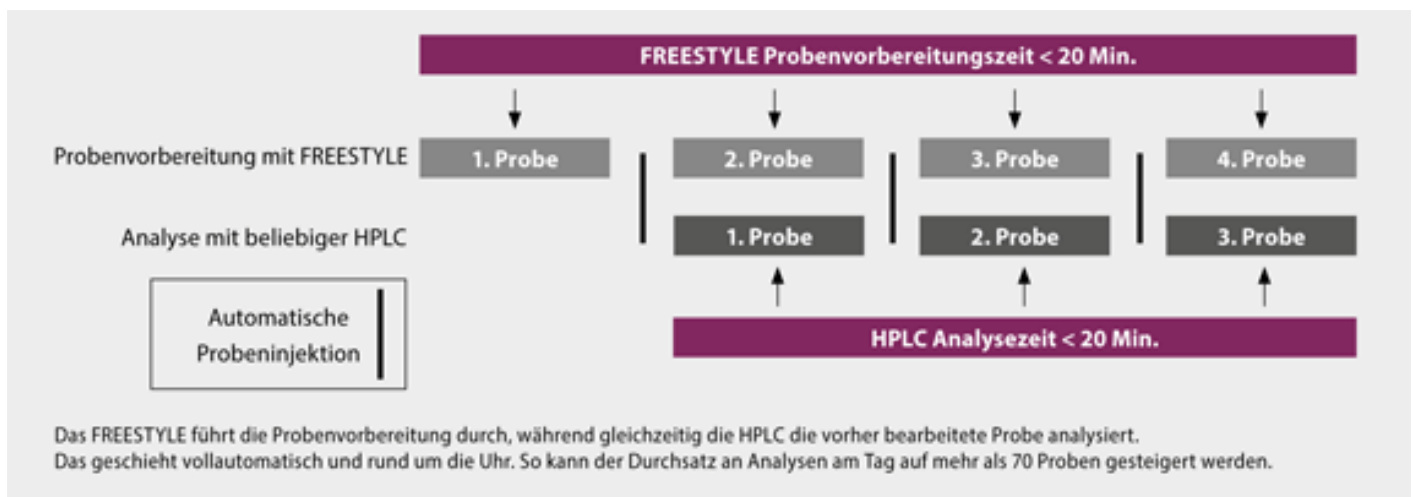 FREESTYLE Probenvorbereitungszeit < 20 Min.
Probenvorbereitung mit FREESTYLE
1. Probe
2. Probe
3. Probe
4. Probe
Analyse mit beliebiger HPLC
1. Probe
2. Probe
3. Probe
Automatische
Probeninjektion
HPLC Analysezeit < 20 Min.
Das FREESTYLE führt die Probenvorbereitung durch, während gleichzeitig die HPLC die vorher bearbeitete Probe analysiert.
Das geschieht vollautomatisch und rund um die Uhr. So kann der Durchsatz an Analysen am Tag auf mehr als 70 Proben gesteigert werden.